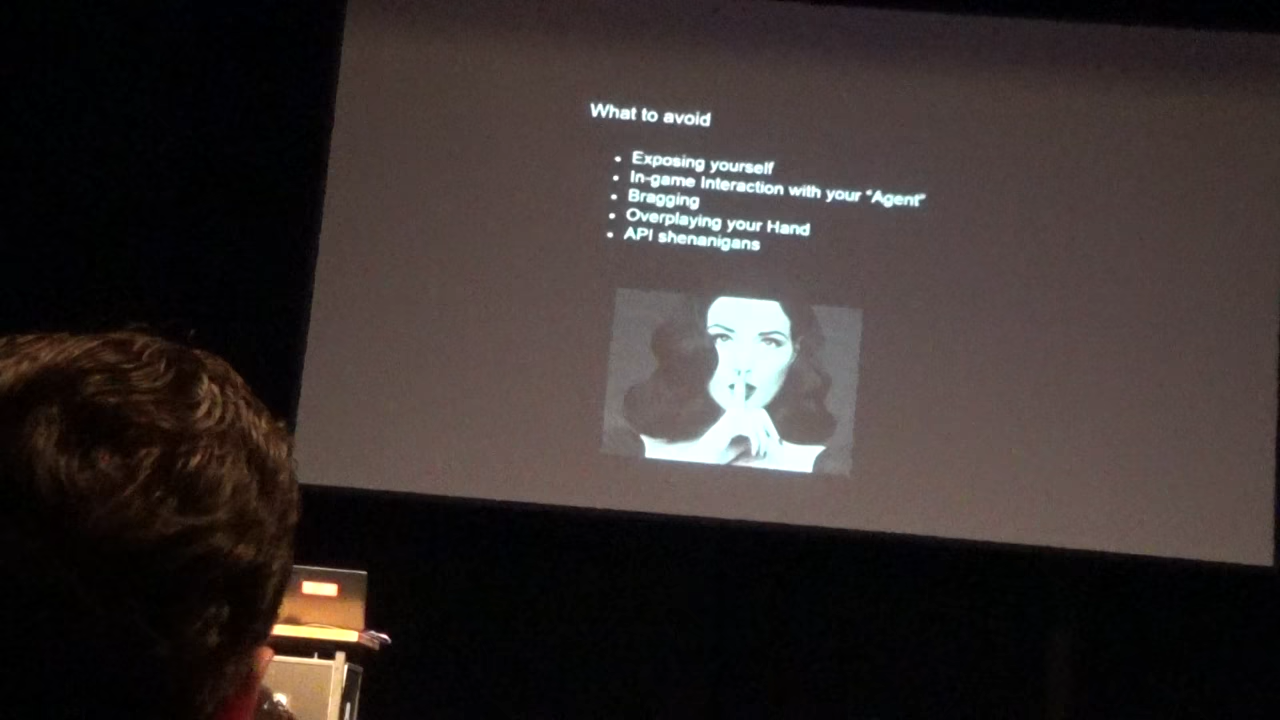 What to avoid
• Exposing yourself
• In-game Interaction with your "Agent"
• Bragging
• Overplaying your Hand
• API shenanigans